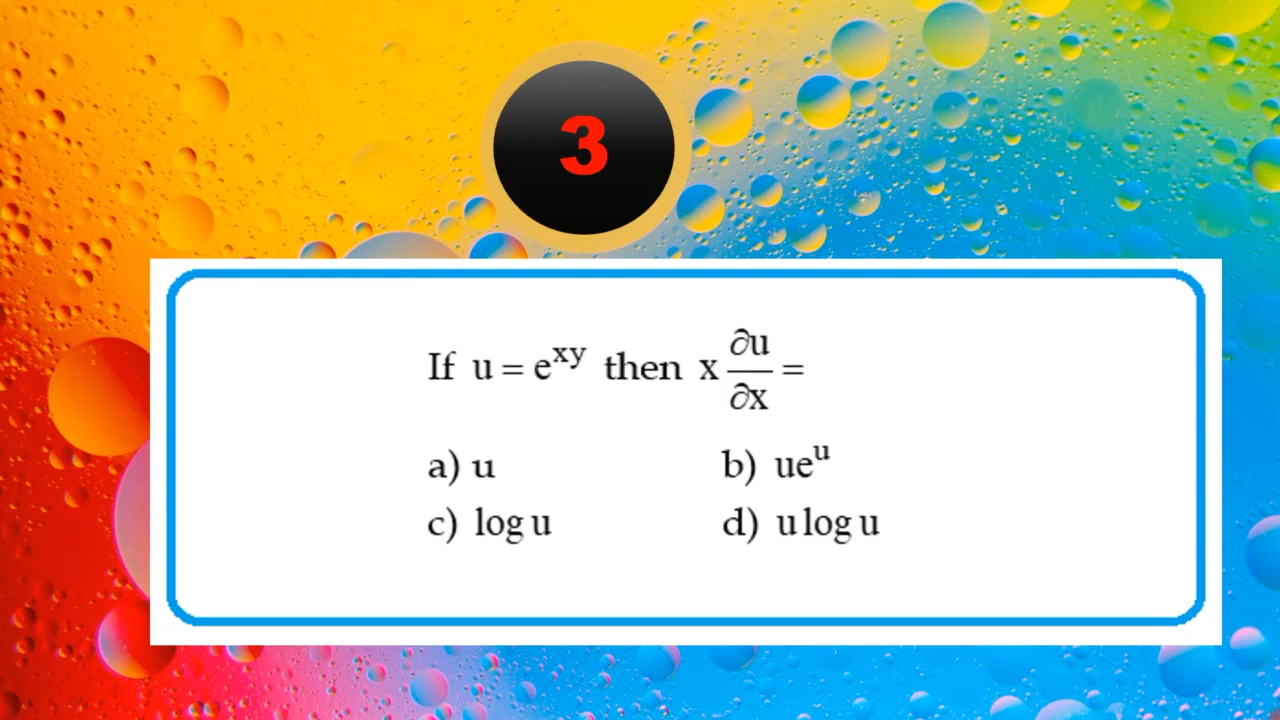 3
If u = e^xy then x ∂u/∂x =
a) u b) ue^u
c) log u d) u log u